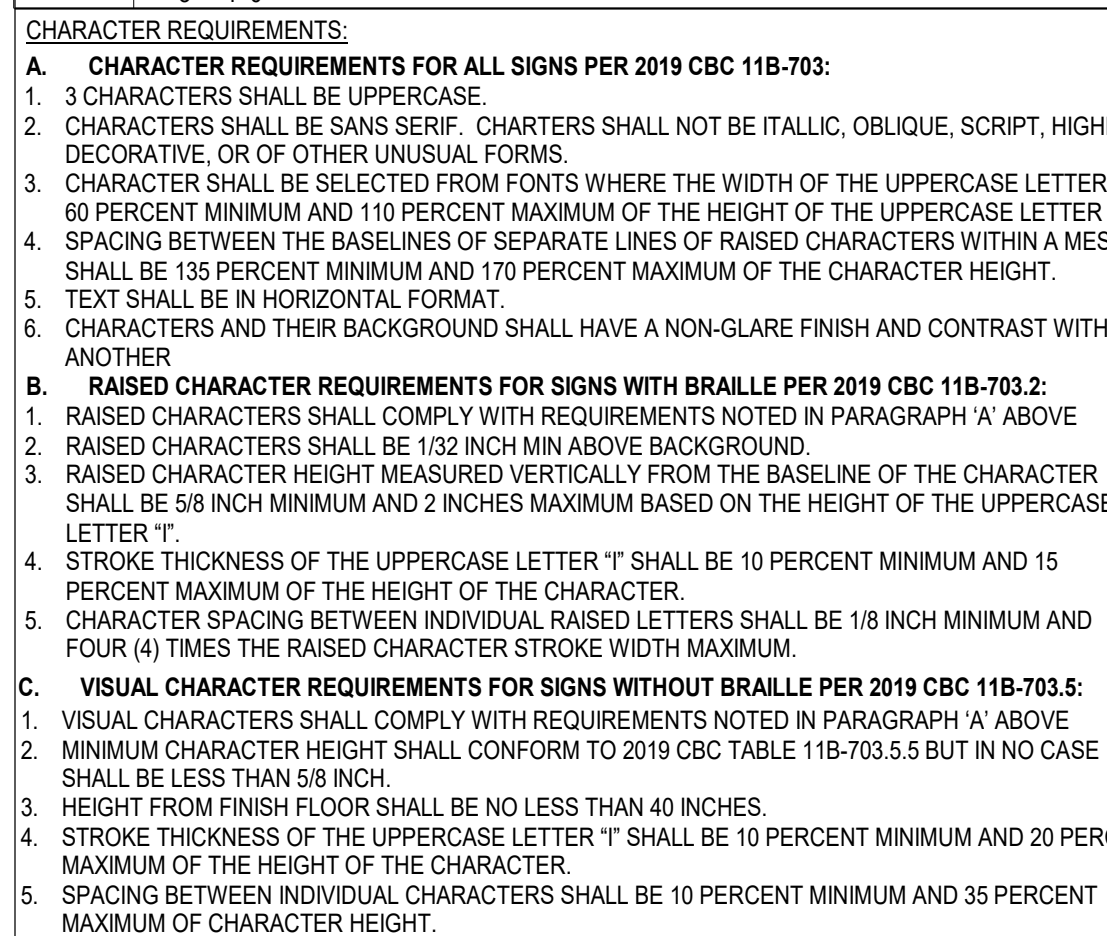 CHARACTER REQUIREMENTS:
A. CHARACTER REQUIREMENTS FOR ALL SIGNS PER 2019 CBC 11B-703:
1. 3 CHARACTERS SHALL BE UPPERCASE.
2. CHARACTERS SHALL BE SANS SERIF. CHARTERS SHALL NOT BE ITALLIC, OBLIQUE, SCRIPT, HIGH
DECORATIVE, OR OF OTHER UNUSUAL FORMS.
3. CHARACTER SHALL BE SELECTED FROM FONTS WHERE THE WIDTH OF THE UPPERCASE LETTER
60 PERCENT MINIMUM AND 110 PERCENT MAXIMUM OF THE HEIGHT OF THE UPPERCASE LETTER
4. SPACING BETWEEN THE BASELINES OF SEPARATE LINES OF RAISED CHARACTERS WITHIN A MES
SHALL BE 135 PERCENT MINIMUM AND 170 PERCENT MAXIMUM OF THE CHARACTER HEIGHT.
5. TEXT SHALL BE IN HORIZONTAL FORMAT.
6. CHARACTERS AND THEIR BACKGROUND SHALL HAVE A NON-GLARE FINISH AND CONTRAST WITH
ANOTHER
B. RAISED CHARACTER REQUIREMENTS FOR SIGNS WITH BRAILLE PER 2019 CBC 11B-703.2:
1. RAISED CHARACTERS SHALL COMPLY WITH REQUIREMENTS NOTED IN PARAGRAPH ‘A’ ABOVE
2. RAISED CHARACTERS SHALL BE 1/32 INCH MIN ABOVE BACKGROUND.
3. RAISED CHARACTER HEIGHT MEASURED VERTICALLY FROM THE BASELINE OF THE CHARACTER
SHALL BE 5/8 INCH MINIMUM AND 2 INCHES MAXIMUM BASED ON THE HEIGHT OF THE UPPERCASE
LETTER “I”.
4. STROKE THICKNESS OF THE UPPERCASE LETTER “I” SHALL BE 10 PERCENT MINIMUM AND 15
PERCENT MAXIMUM OF THE HEIGHT OF THE CHARACTER.
5. CHARACTER SPACING BETWEEN INDIVIDUAL RAISED LETTERS SHALL BE 1/8 INCH MINIMUM AND
FOUR (4) TIMES THE RAISED CHARACTER STROKE WIDTH MAXIMUM.
C. VISUAL CHARACTER REQUIREMENTS FOR SIGNS WITHOUT BRAILLE PER 2019 CBC 11B-703.5:
1. VISUAL CHARACTERS SHALL COMPLY WITH REQUIREMENTS NOTED IN PARAGRAPH ‘A’ ABOVE
2. MINIMUM CHARACTER HEIGHT SHALL CONFORM TO 2019 CBC TABLE 11B-703.5.5 BUT IN NO CASE
SHALL BE LESS THAN 5/8 INCH.
3. HEIGHT FROM FINISH FLOOR SHALL BE NO LESS THAN 40 INCHES.
4. STROKE THICKNESS OF THE UPPERCASE LETTER “I” SHALL BE 10 PERCENT MINIMUM AND 20 PER
MAXIMUM OF THE HEIGHT OF THE CHARACTER.
5. SPACING BETWEEN INDIVIDUAL CHARACTERS SHALL BE 10 PERCENT MINIMUM AND 35 PERCENT
MAXIMUM OF CHARACTER HEIGHT.